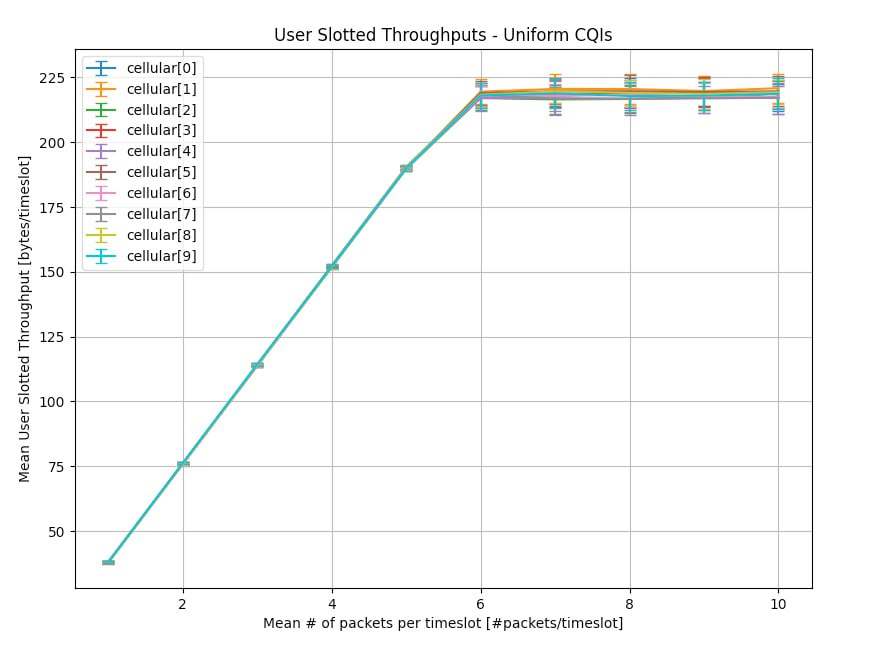 User Slotted Throughputs - Uniform CQIs
Mean User Slotted Throughput [bytes/timeslot]
225
200
175
150
125
100
75
50
cellular[0]
cellular[1]
cellular[2]
cellular[3]
cellular[4]
cellular[5]
cellular[6]
cellular[7]
cellular[8]
cellular[9]
2 4 6 8 10
Mean # of packets per timeslot [#packets/timeslot]